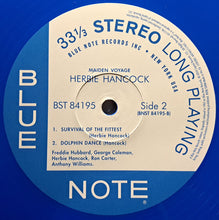 33⅓ STEREO LONG PLAYING
BLUE NOTE RECORDS INC • NEW YORK USA
MAIDEN VOYAGE
HERBIE HANCOCK
BST 84195
Side 2
(BNST 84195-B)
1. SURVIVAL OF THE FITTEST
(Herbie Hancock)
2. DOLPHIN DANCE (Hancock)
Freddie Hubbard, George Coleman,
Herbie Hancock, Ron Carter,
Anthony Williams.
BLUE
NOTE